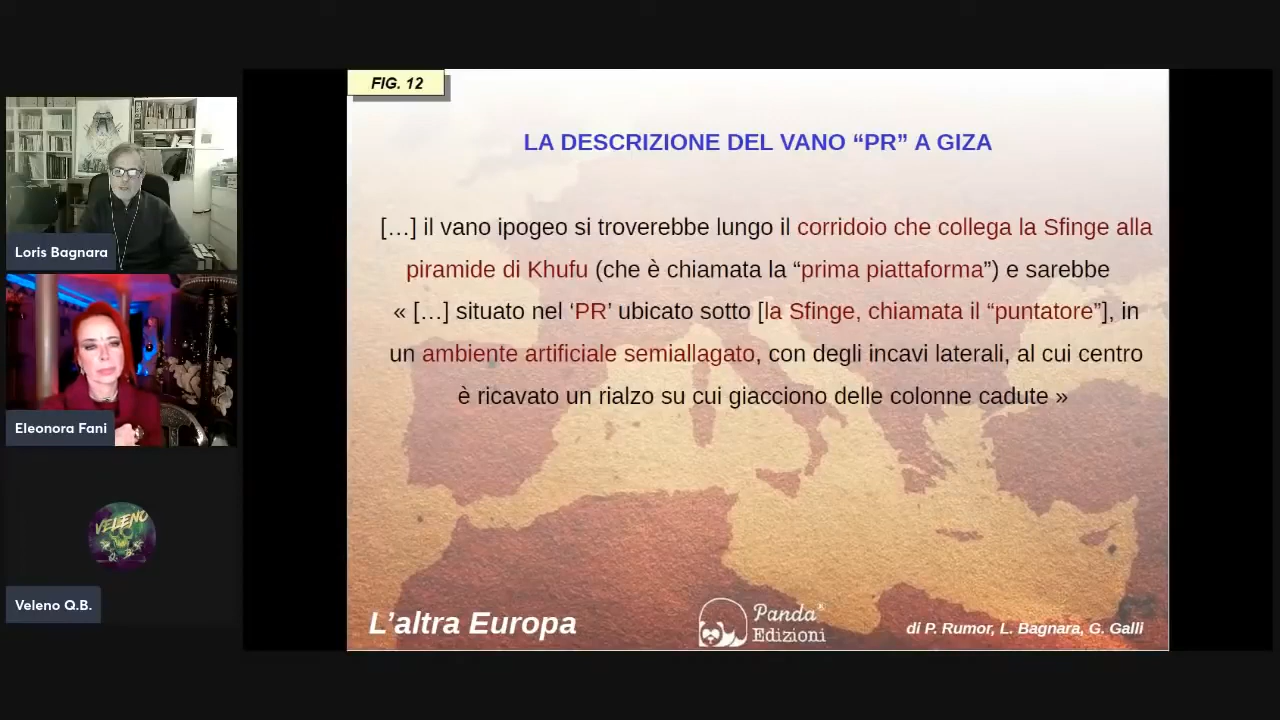 FIG. 12
LA DESCRIZIONE DEL VANO “PR” A GIZA
[…] il vano ipogeo si troverebbe lungo il corridoio che collega la Sfinge alla
piramide di Khufu (che è chiamata la “prima piattaforma”) e sarebbe
« […] situato nel ‘PR’ ubicato sotto [la Sfinge, chiamata il “puntatore”], in
un ambiente artificiale semiallagato, con degli incavi laterali, al cui centro
è ricavato un rialzo su cui giacciono delle colonne cadute »
L’altra Europa
Panda®
Edizioni
di P. Rumor, L. Bagnara, G. Galli
Loris Bagnara
Eleonora Fani
VELENO
Q.B.
Veleno Q.B.